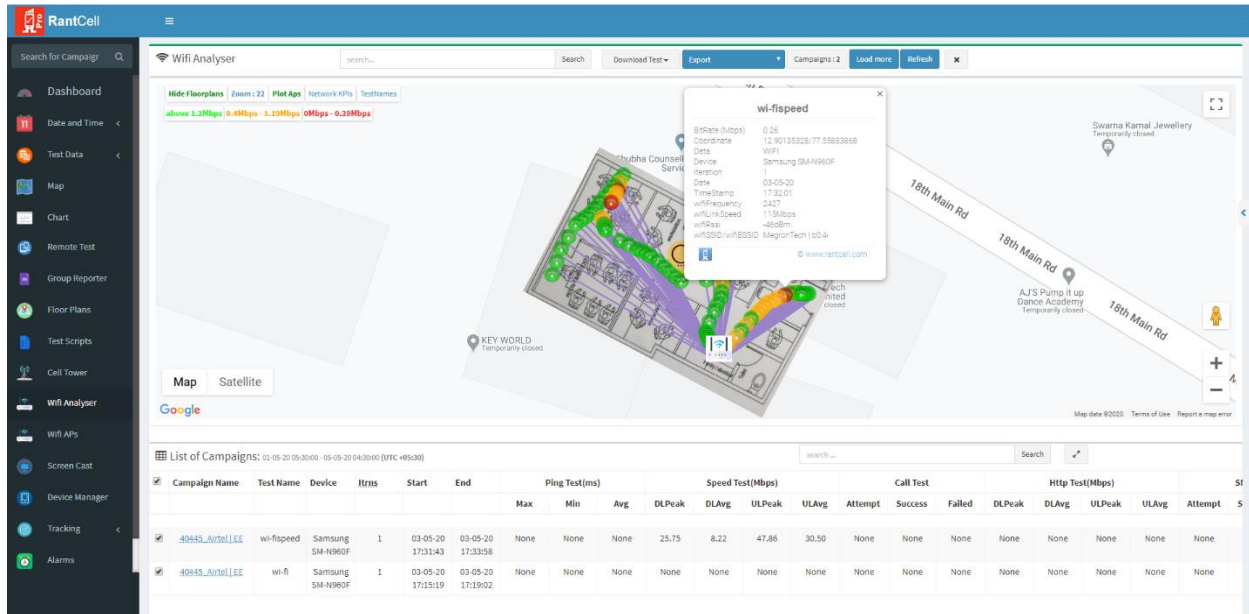 RantCell
Pro
Search for Campaigr
Dashboard
Date and Time
Test Data
Map
Chart
Remote Test
Group Reporter
Floor Plans
Test Scripts
Cell Tower
Wifi Analyser
Wifi APs
Screen Cast
Device Manager
Tracking
Alarms
Wifi Analyser search... Search Download Test Export Campaigns : 2 Load more Refresh
Hide Floorplans Zoom : 22 Plot Aps Network KPIs TestNames
above 1.2Mbps 0.4Mbps - 1.19Mbps 0Mbps - 0.39Mbps
wi-fispeed
BitRate (Mbps) 0.26
Coordinate 12.90135328/77.55883868
Data WIFI
Device Samsung SM-N960F
Iteration 1
Date 03-05-20
TimeStamp 17:32:01
wifiFrequency 2427
wifiLinkSpeed 115Mbps
wifiRssi -46dBm
wifiSSID/wifiBSSID MegronTech |
© www.rantcell.com
Shubha Counsell
Servic
Swarna Kamal Jewellery
Temporarily closed
18th Main Rd
18th Main Rd
18th Main Rd
AJ'S Pump it up
Dance Academy
Temporarily closed
ech
nited
closed
KEY WORLD
Temporarily closed
Map Satellite
Google
Map data ©2020 Terms of Use Report a map error
List of Campaigns: 01-05-20 05:30:00 - 05-05-20 04:30:00 (UTC +05:30) search ... Search
Campaign Name Test Name Device Itrns Start End Ping Test(ms) Speed Test(Mbps) Call Test Http Test(Mbps)
Max Min Avg DLPeak DLAvg ULPeak ULAvg Attempt Success Failed DLPeak DLAvg ULPeak ULAvg Attempt S
40445_Airtel | EE wi-fispeed Samsung 1 03-05-20 03-05-20 None None None 25.75 8.22 47.86 30.50 None None None None None None None None
SM-N960F 17:31:43 17:33:58
40445_Airtel | EE wi-fi Samsung 1 03-05-20 03-05-20 None None None None None None None None None None None None None None None
SM-N960F 17:15:19 17:19:02